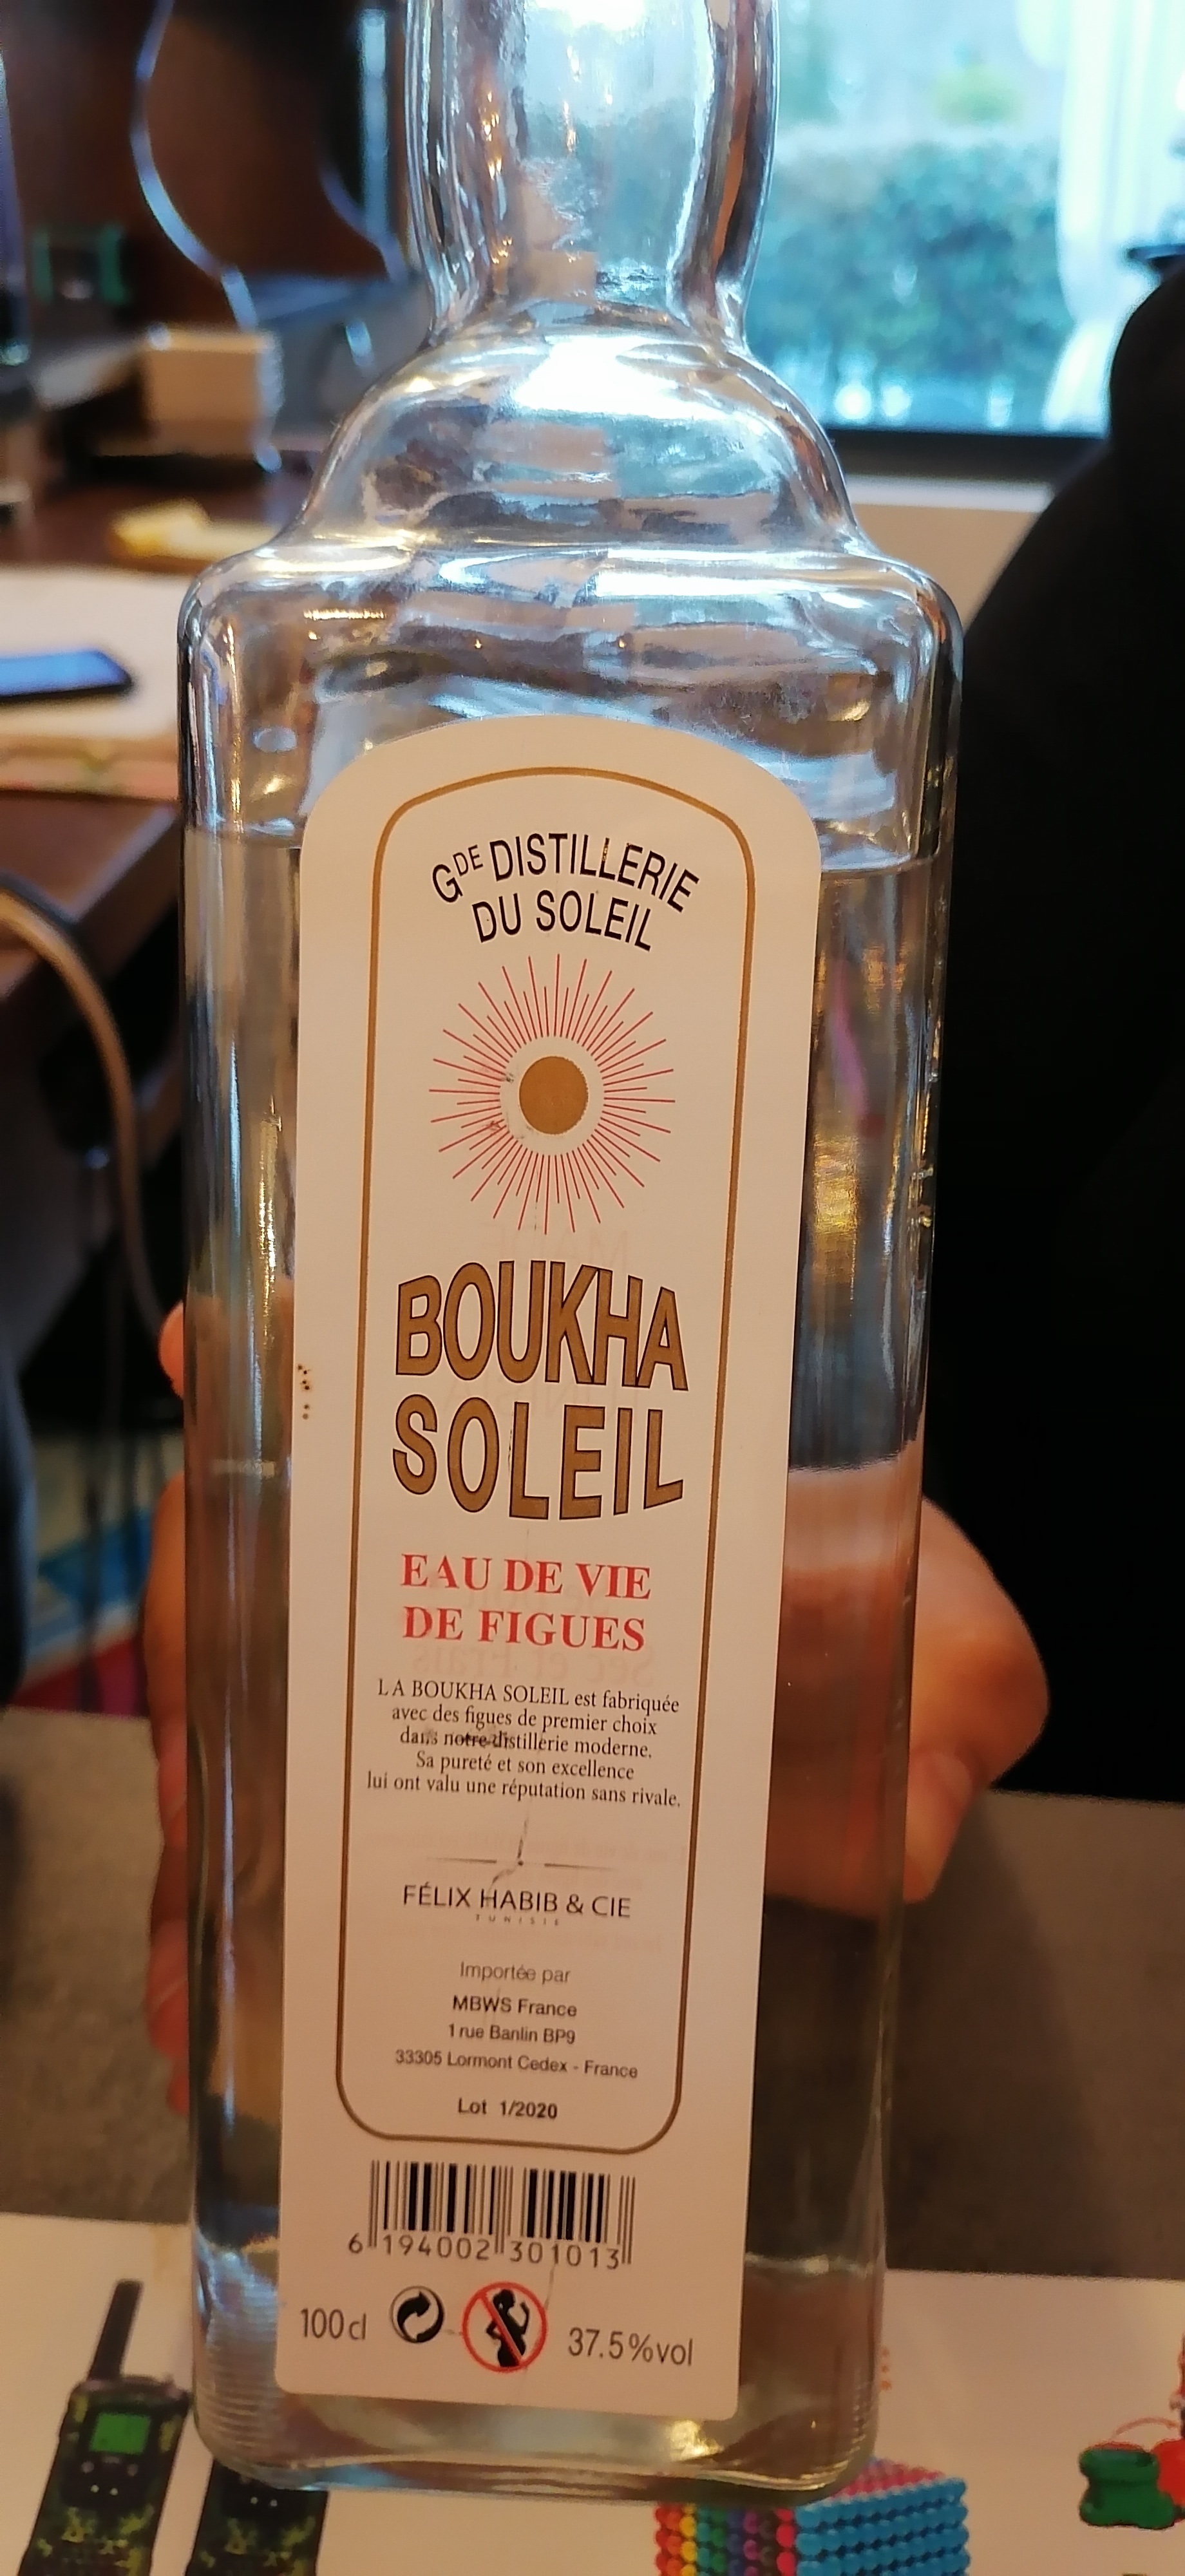 GDE DISTILLERIE
DU SOLEIL
BOUKHA
SOLEIL
EAU DE VIE
DE FIGUES
LA BOUKHA SOLEIL est fabriquée
avec des figues de premier choix
dans notre distillerie moderne.
Sa pureté et son excellence
lui ont valu une réputation sans rivale.
FÉLIX HABIB & CIE
TUNISIE
Importée par
MBWS France
1 rue Banlin BP9
33305 Lormont Cedex - France
Lot 1/2020
6 194002 301013
100cl
37.5%vol